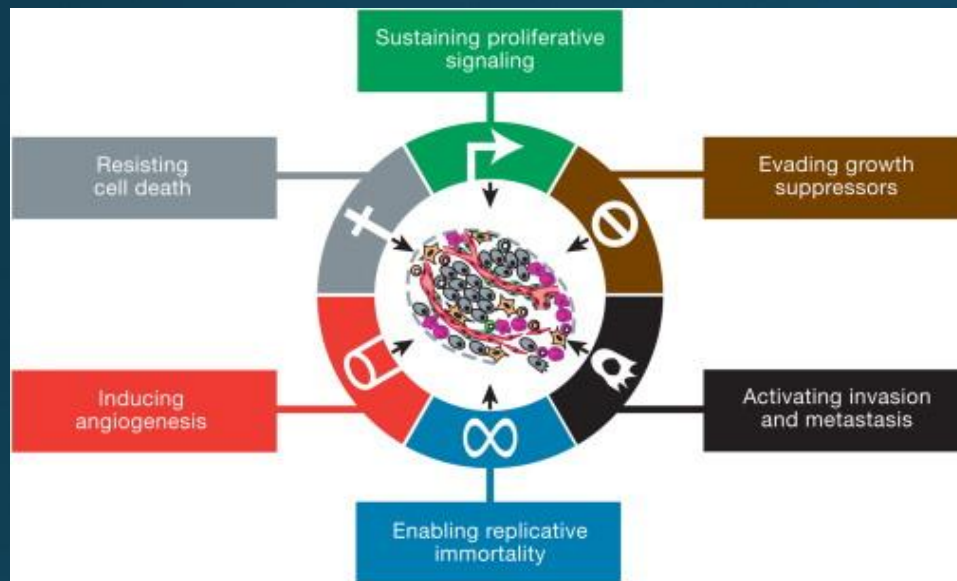 Sustaining proliferative
signaling
Resisting
cell death
Evading growth
suppressors
Inducing
angiogenesis
Activating invasion
and metastasis
Enabling replicative
immortality